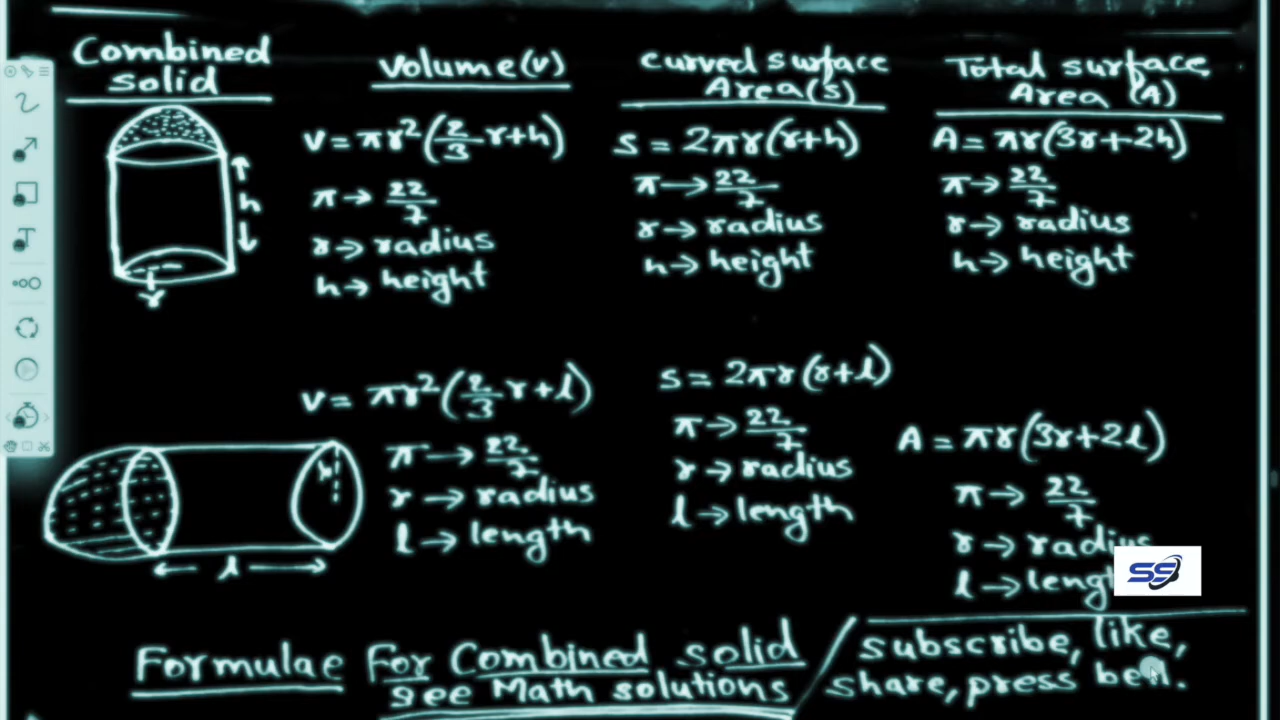 Combined solid
Volume(v)
Curved surface Area(s)
Total surface Area (A)
V = πr²(2/3 r+h)
π → 22/7
r → radius
h → height
S = 2πr(r+h)
π → 22/7
r → radius
h → height
A = πr(3r+2h)
π → 22/7
r → radius
h → height
h
r
V = πr²(2/3 r+l)
π → 22/7
r → radius
l → length
S = 2πr(r+l)
π → 22/7
r → radius
l → length
A = πr(3r+2l)
π → 22/7
r → radius
l → leng
l
SS
Formulae For Combined solid
see Math solutions
subscribe, like,
share, press bell.